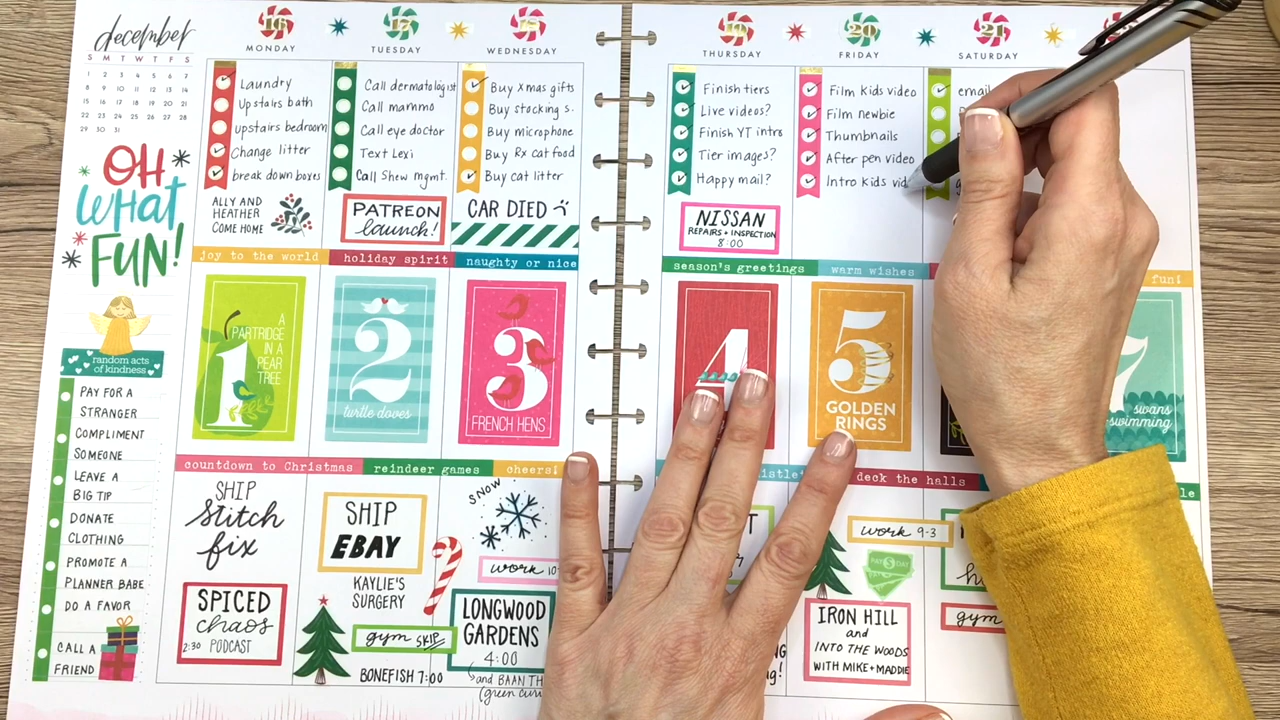 december
S M T W T F S
1 2 3 4 5 6 7
8 9 10 11 12 13 14
15 16 17 18 19 20 21
22 23 24 25 26 27 28
29 30 31
OH
WHAT
FUN!
random acts
of kindness
PAY FOR A
STRANGER
COMPLIMENT
SOMEONE
LEAVE A
BIG TIP
DONATE
CLOTHING
PROMOTE A
PLANNER BABE
DO A FAVOR
CALL A
FRIEND
16
MONDAY
Laundry
Upstairs bath
upstairs bedroom
Change litter
break down boxes
ALLY AND
HEATHER
COME HOME
joy to the world
1
A
PARTRIDGE
IN A
PEAR
TREE
countdown to Christmas
SHIP
Stitch
fix
SPICED
chaos
2:30 PODCAST
17
TUESDAY
Call dermatologist
Call mammo
Call eye doctor
Text Lexi
Call Shew mgmt.
PATREON
launch!
holiday spirit
2
turtle doves
reindeer games
SHIP
EBAY
KAYLIE'S
SURGERY
gym SKIP
BONEFISH 7:00
18
WEDNESDAY
Buy Xmas gifts
Buy stocking s.
Buy microphone
Buy Rx cat food
Buy cat litter
CAR DIED
naughty or nice
3
FRENCH HENS
cheers!
SNOW
work 10
LONGWOOD
GARDENS
4:00
and BAAN TH
(green curr
19
THURSDAY
Finish tiers
Live videos?
Finish YT intro
Tier images?
Happy mail?
NISSAN
REPAIRS + INSPECTION
8:00
season's greetings
4
20
FRIDAY
Film Kids video
Film newbie
Thumbnails
After pen video
Intro Kids vid
warm wishes
5
GOLDEN
RINGS
deck the halls
work 9-3
PAY DAY
IRON HILL
and
INTO THE WOODS
WITH MIKE+MADDIE
21
SATURDAY
email
gym
fun!
7
swans
swimming